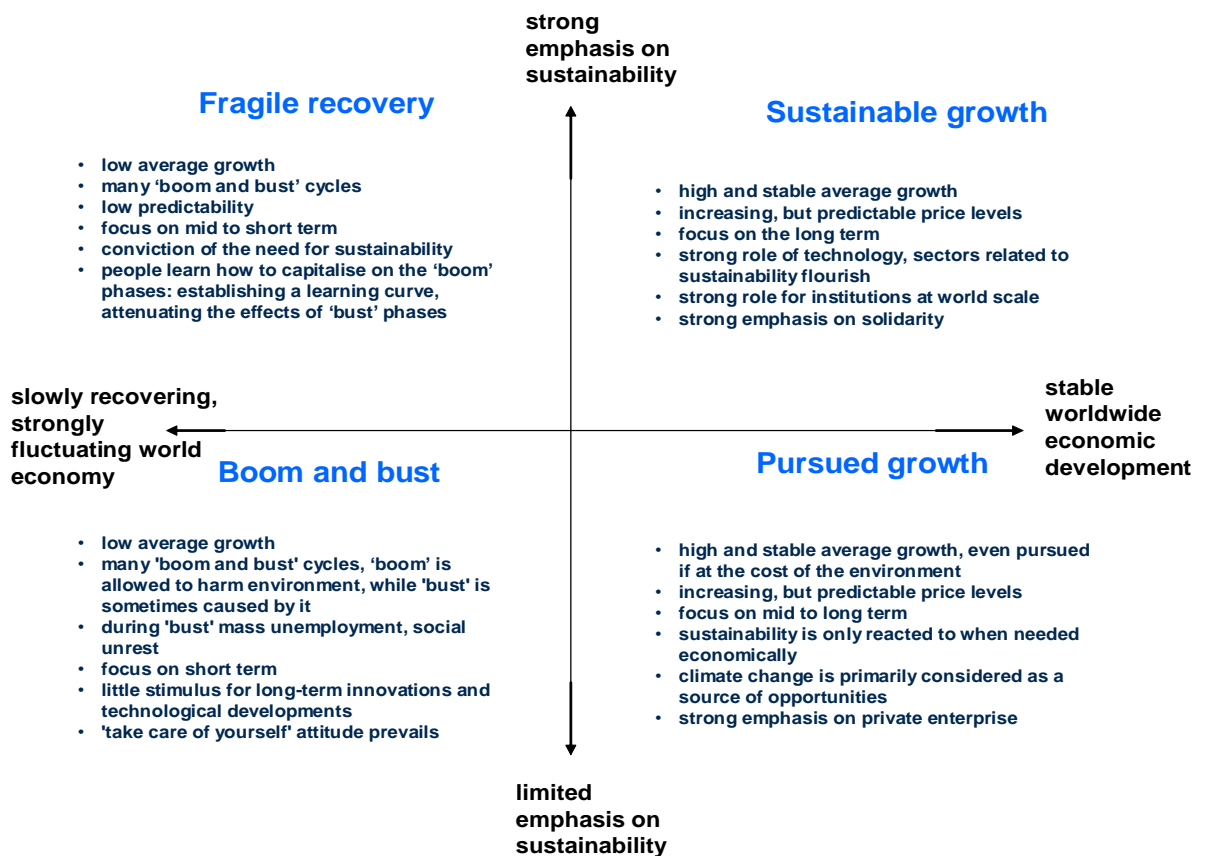 strong
emphasis on
sustainability
Fragile recovery
• low average growth
• many ‘boom and bust’ cycles
• low predictability
• focus on mid to short term
• conviction of the need for sustainability
• people learn how to capitalise on the ‘boom’
phases: establishing a learning curve,
attenuating the effects of ‘bust’ phases
Sustainable growth
• high and stable average growth
• increasing, but predictable price levels
• focus on the long term
• strong role of technology, sectors related to
sustainability flourish
• strong role for institutions at world scale
• strong emphasis on solidarity
slowly recovering,
strongly
fluctuating world
economy
stable
worldwide
economic
development
Boom and bust
• low average growth
• many 'boom and bust' cycles, ‘boom’ is
allowed to harm environment, while 'bust' is
sometimes caused by it
• during 'bust' mass unemployment, social
unrest
• focus on short term
• little stimulus for long-term innovations and
technological developments
• 'take care of yourself' attitude prevails
Pursued growth
• high and stable average growth, even pursued
if at the cost of the environment
• increasing, but predictable price levels
• focus on mid to long term
• sustainability is only reacted to when needed
economically
• climate change is primarily considered as a
source of opportunities
• strong emphasis on private enterprise
limited
emphasis on
sustainability